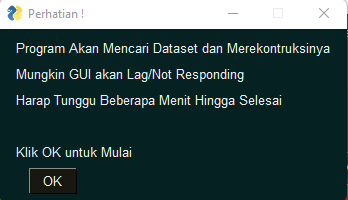 Perhatian !
Program Akan Mencari Dataset dan Merekontruksinya
Mungkin GUI akan Lag/Not Responding
Harap Tunggu Beberapa Menit Hingga Selesai
Klik OK untuk Mulai
OK